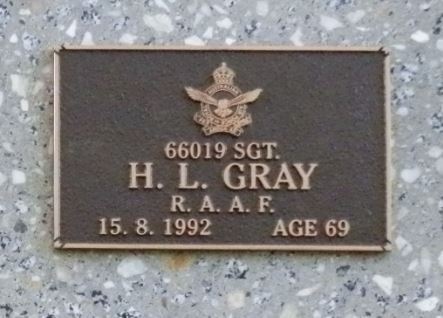 66019 SGT.
H. L. GRAY
R. A. A. F.
15. 8. 1992 AGE 69